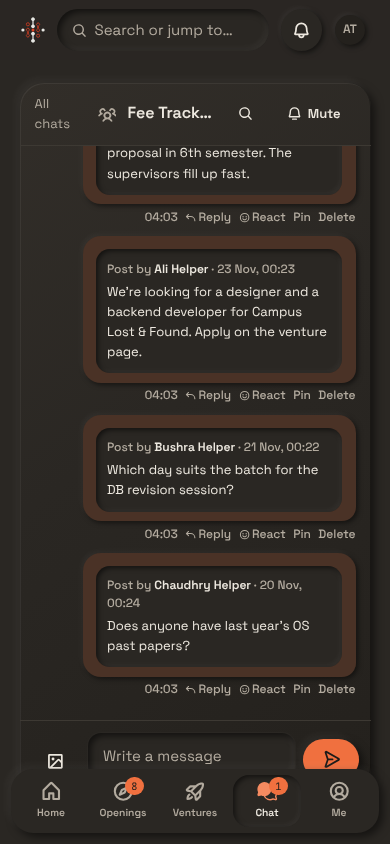 Search or jump to...
AT
All
chats
Fee Track...
Mute
proposal in 6th semester. The
supervisors fill up fast.
04:03 Reply React Pin Delete
Post by Ali Helper · 23 Nov, 00:23
We're looking for a designer and a
backend developer for Campus
Lost & Found. Apply on the venture
page.
04:03 Reply React Pin Delete
Post by Bushra Helper · 21 Nov, 00:22
Which day suits the batch for the
DB revision session?
04:03 Reply React Pin Delete
Post by Chaudhry Helper · 20 Nov,
00:24
Does anyone have last year's OS
past papers?
04:03 Reply React Pin Delete
Write a message
8
1
Home Openings Ventures Chat Me